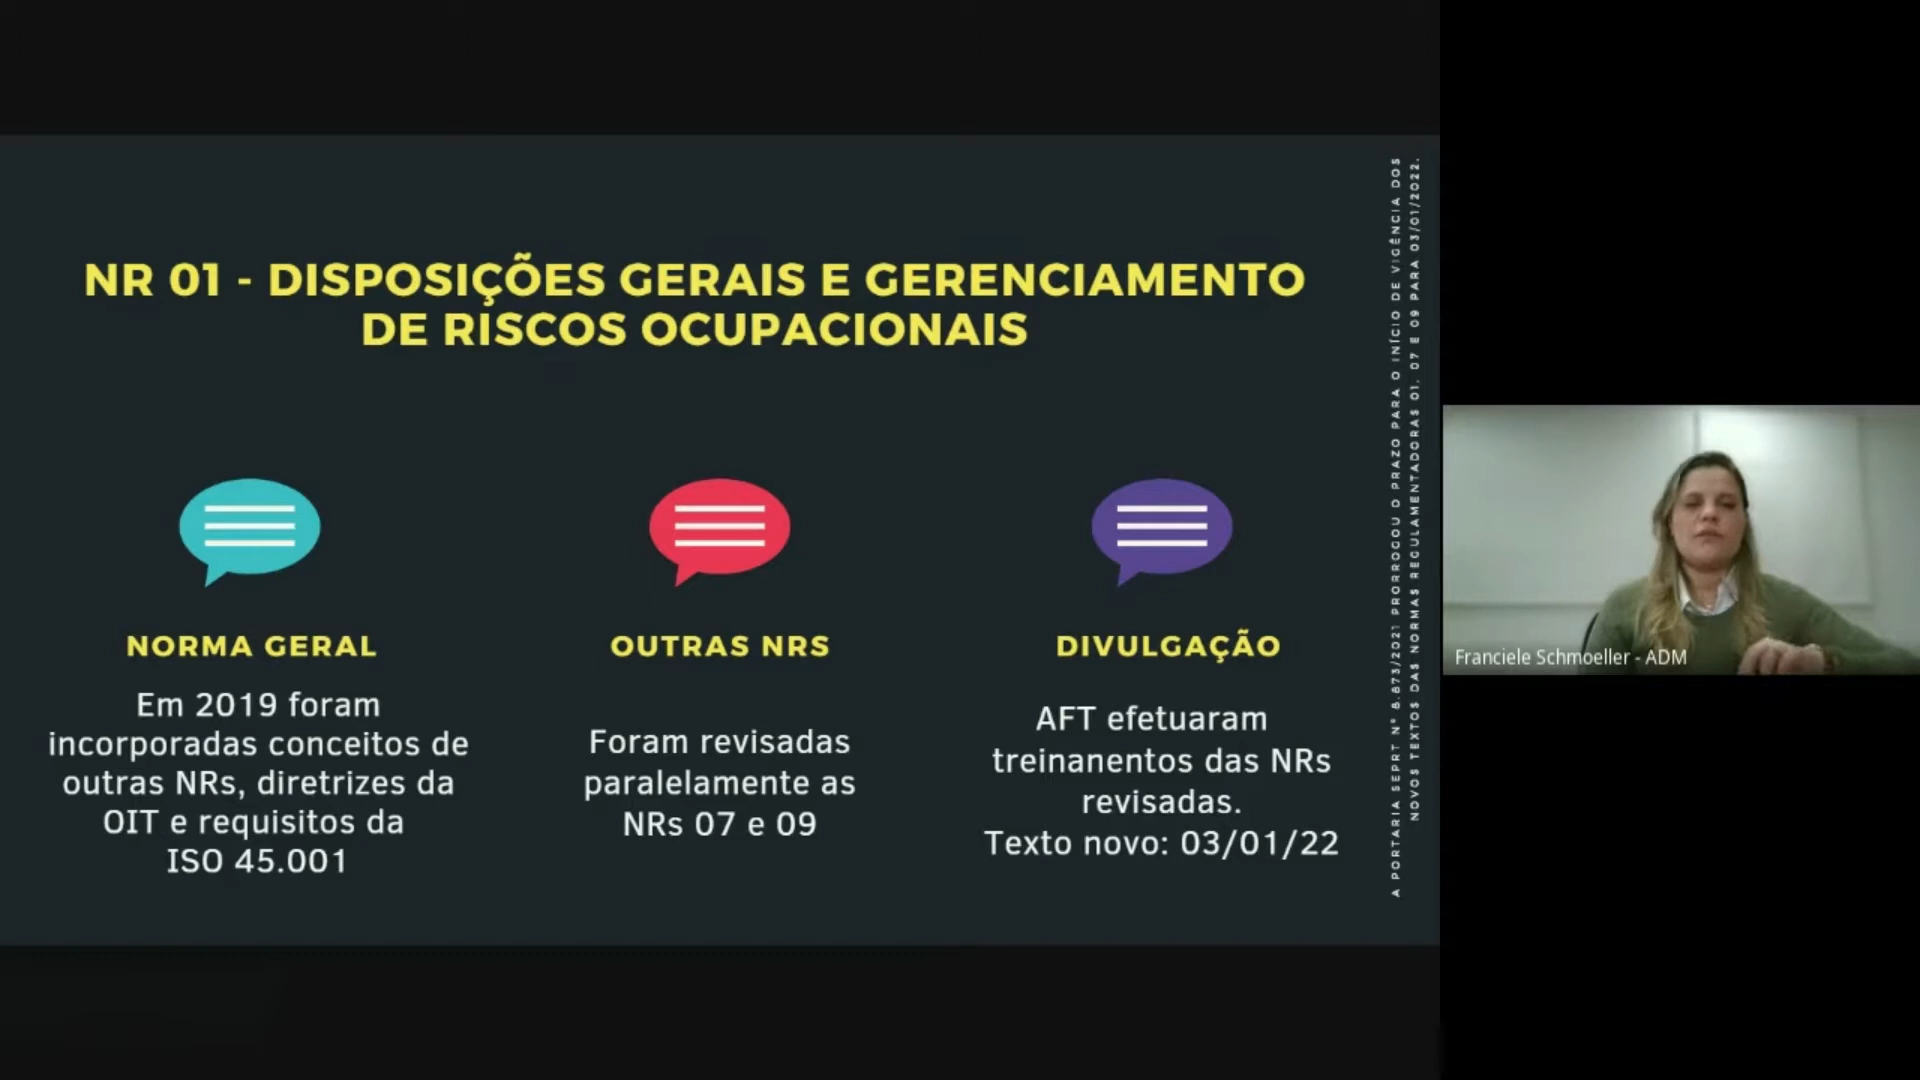 NR 01 - DISPOSIÇÕES GERAIS E GERENCIAMENTO
DE RISCOS OCUPACIONAIS
NORMA GERAL
Em 2019 foram
incorporadas conceitos de
outras NRs, diretrizes da
OIT e requisitos da
ISO 45.001
OUTRAS NRS
Foram revisadas
paralelamente as
NRs 07 e 09
DIVULGAÇÃO
AFT efetuaram
treinanentos das NRs
revisadas.
Texto novo: 03/01/22
A PORTARIA SEPRT Nº 8.873/2021 PRORROGOU O PRAZO PARA O INÍCIO DE VIGÊNCIA DOS
NOVOS TEXTOS DAS NORMAS REGULAMENTADORAS 01, 07 E 09 PARA 03/01/2022.
Franciele Schmoeller - ADM